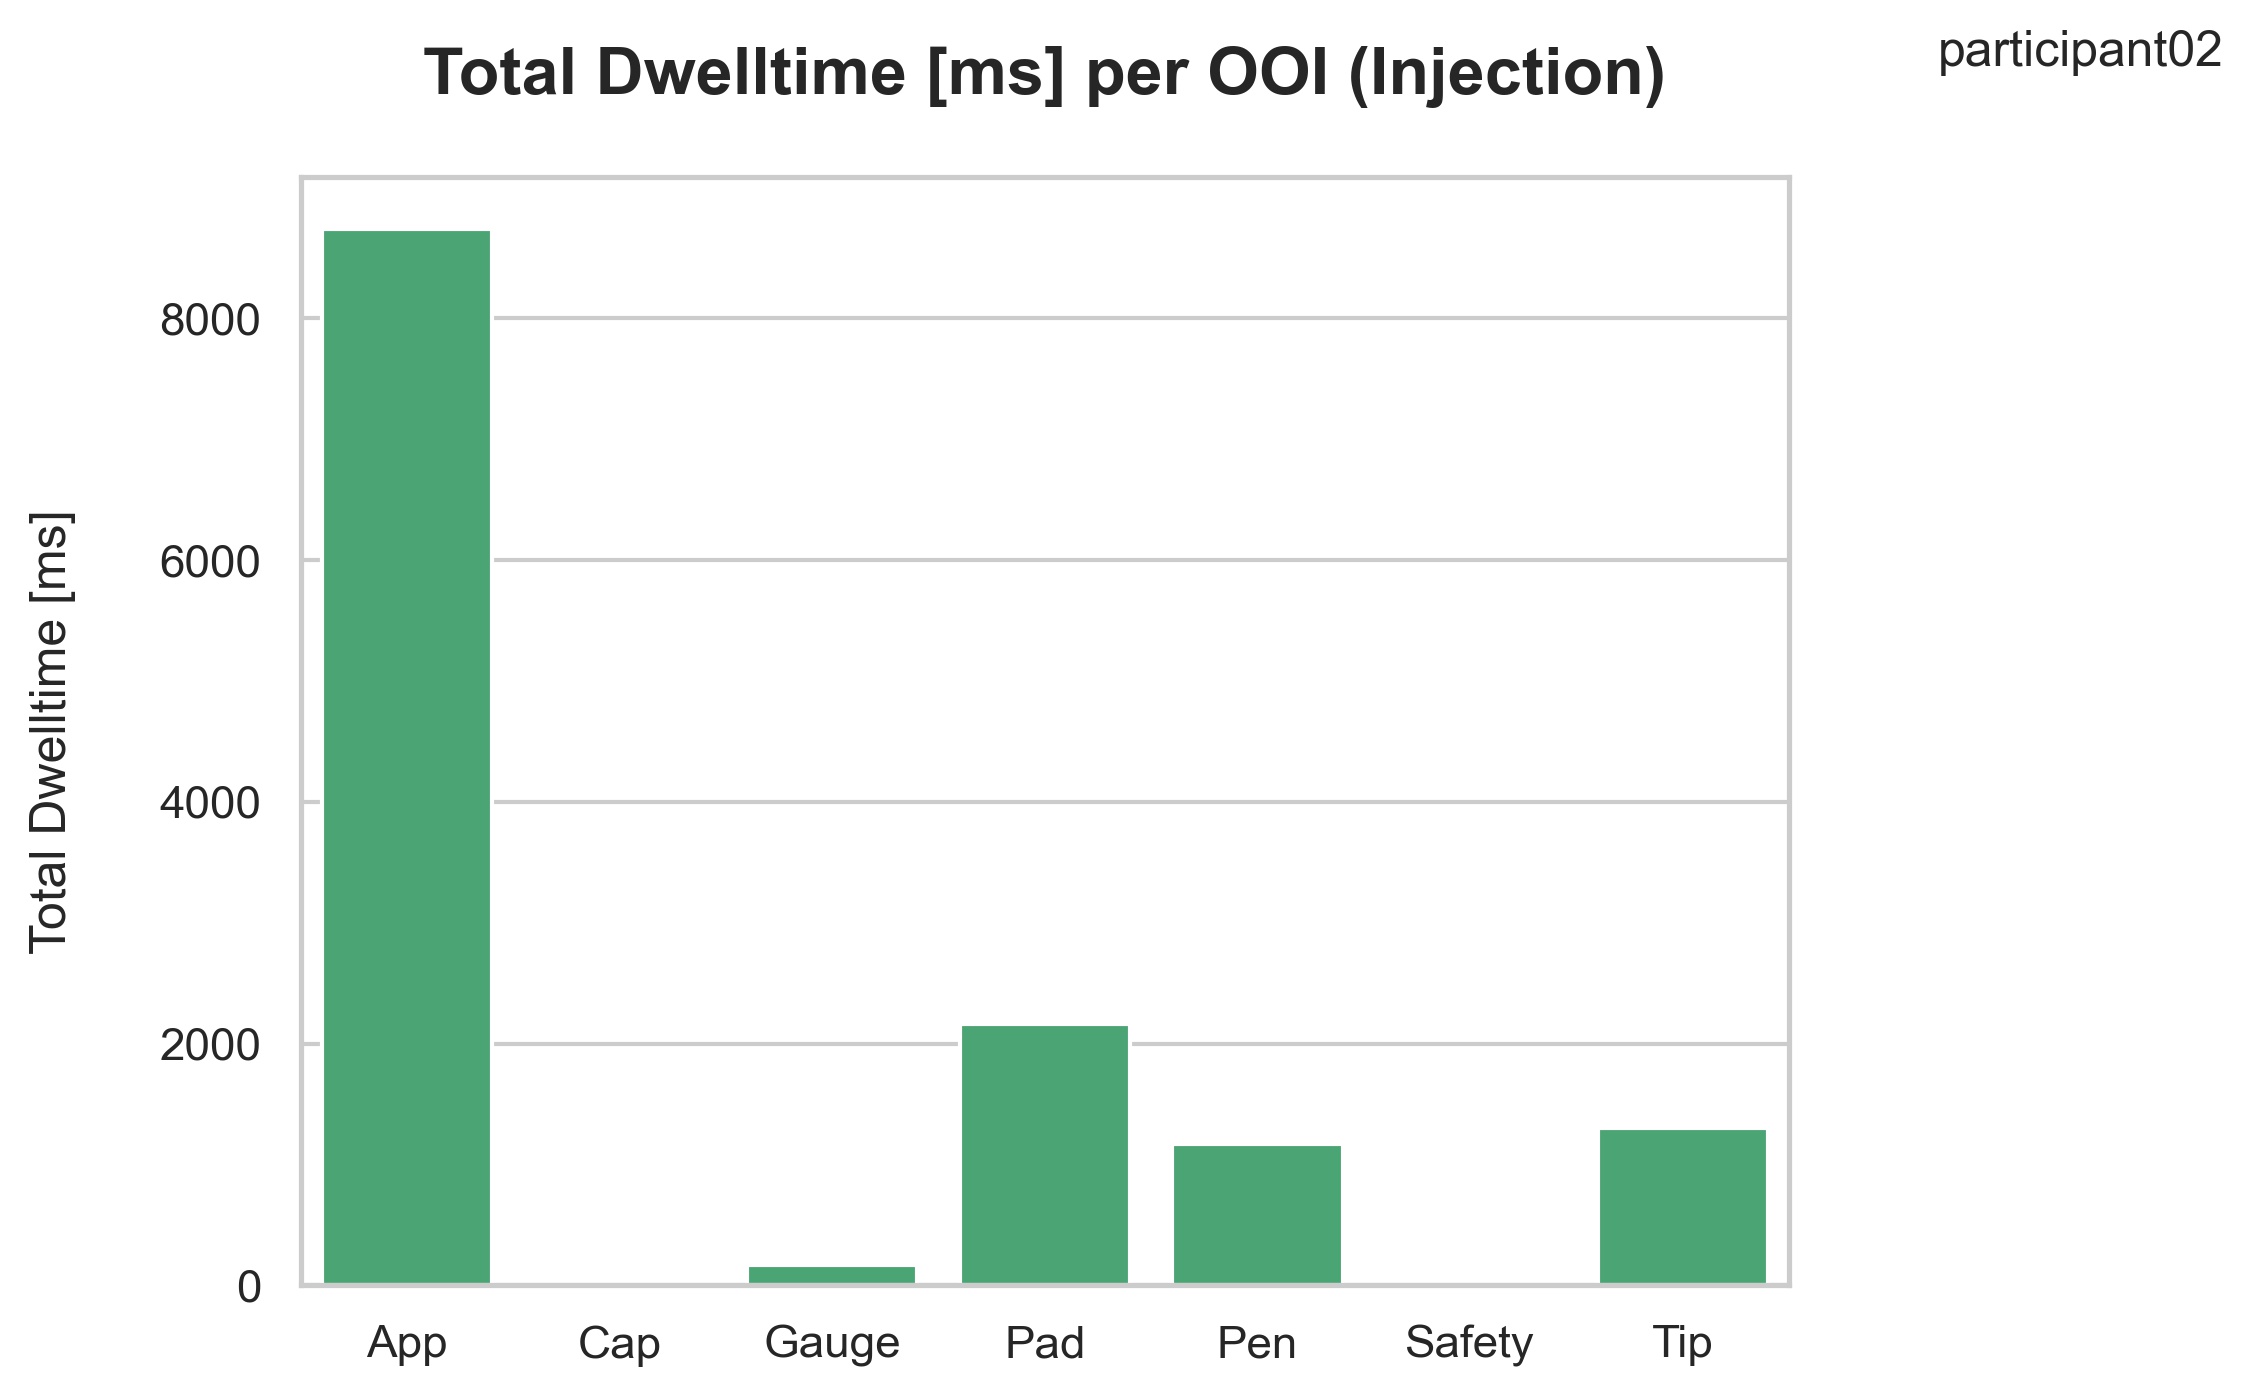 Total Dwelltime [ms] per OOI (Injection)
participant02
Total Dwelltime [ms]
8000
6000
4000
2000
0
App
Cap
Gauge
Pad
Pen
Safety
Tip